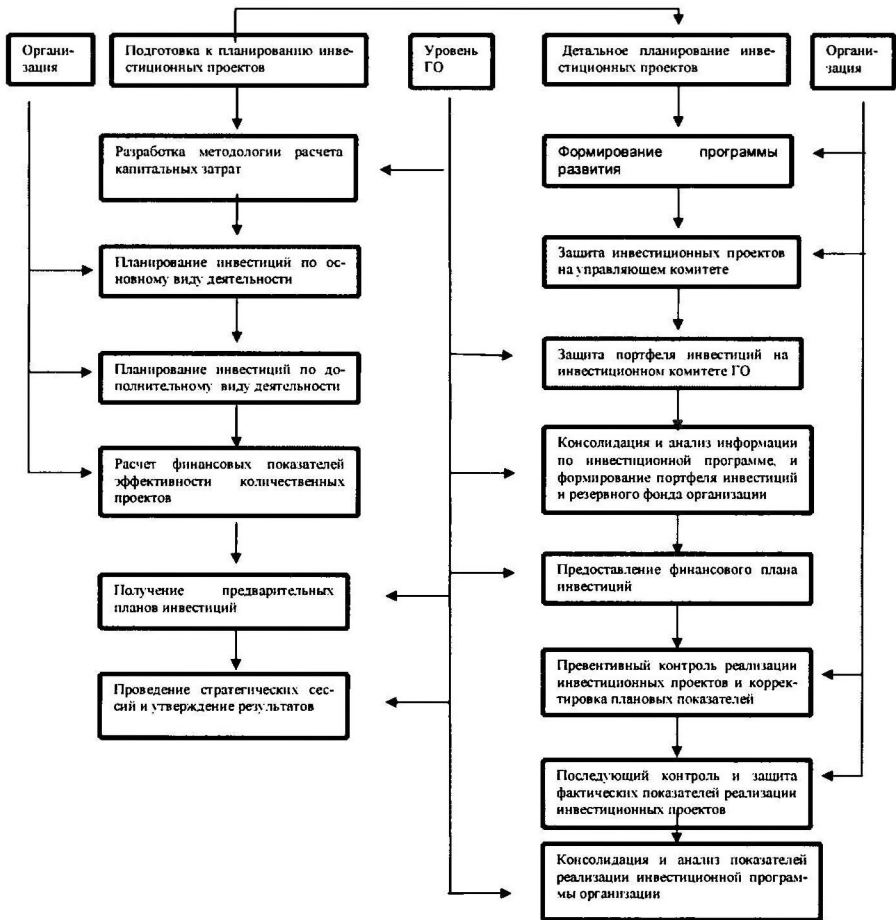 Органи-
зация
Подготовка к планированию инве-
стиционных проектов
Уровень
ГО
Детальное планирование инве-
стиционных проектов
Органи-
зация
Разработка методологии расчета
капитальных затрат
Планирование инвестиций по ос-
новному виду деятельности
Планирование инвестиций по до-
полнительному виду деятельности
Расчет финансовых показателей
эффективности количественных
проектов
Получение предварительных
планов инвестиций
Проведение стратегических сес-
сий и утверждение результатов
Формирование программы
развития
Защита инвестиционных проектов
на управляющем комитете
Защита портфеля инвестиций на
инвестиционном комитете ГО
Консолидация и анализ информации
по инвестиционной программе, и
формирование портфеля инвестиций
и резервного фонда организации
Предоставление финансового плана
инвестиций
Превентивный контроль реализации
инвестиционных проектов и коррек-
тировка плановых показателей
Последующий контроль и защита
фактических показателей реализации
инвестиционных проектов
Консолидация и анализ показателей
реализации инвестиционной програм-
мы организации